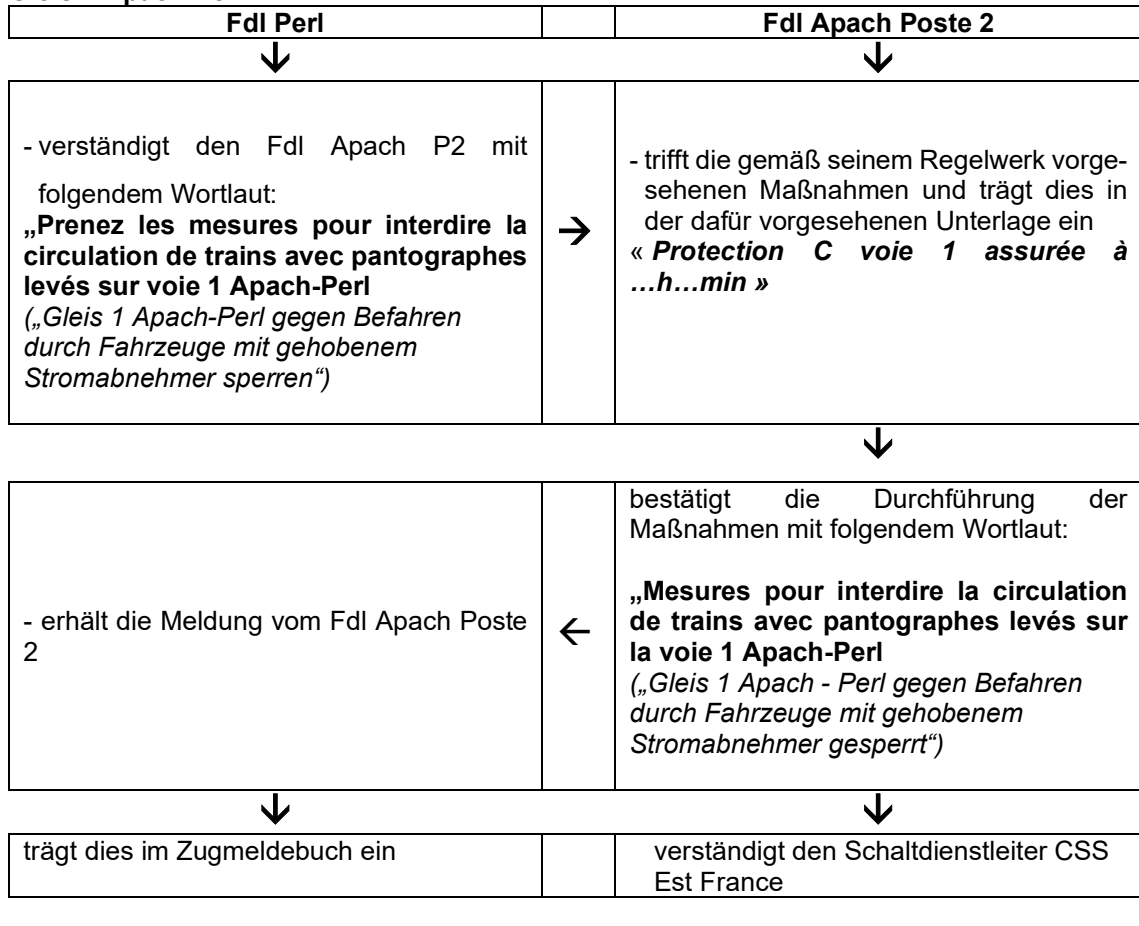 Fdl Perl
Fdl Apach Poste 2
- verständigt den Fdl Apach P2 mit
folgendem Wortlaut:
„Prenez les mesures pour interdire la
circulation de trains avec pantographes
levés sur voie 1 Apach-Perl
(„Gleis 1 Apach-Perl gegen Befahren
durch Fahrzeuge mit gehobenem
Stromabnehmer sperren“)
- trifft die gemäß seinem Regelwerk vorge-
sehenen Maßnahmen und trägt dies in
der dafür vorgesehenen Unterlage ein
« Protection C voie 1 assurée à
…h…min »
- erhält die Meldung vom Fdl Apach Poste
2
bestätigt die Durchführung der
Maßnahmen mit folgendem Wortlaut:
„Mesures pour interdire la circulation
de trains avec pantographes levés sur
la voie 1 Apach-Perl
(„Gleis 1 Apach - Perl gegen Befahren
durch Fahrzeuge mit gehobenem
Stromabnehmer gesperrt“)
trägt dies im Zugmeldebuch ein
verständigt den Schaltdienstleiter CSS
Est France